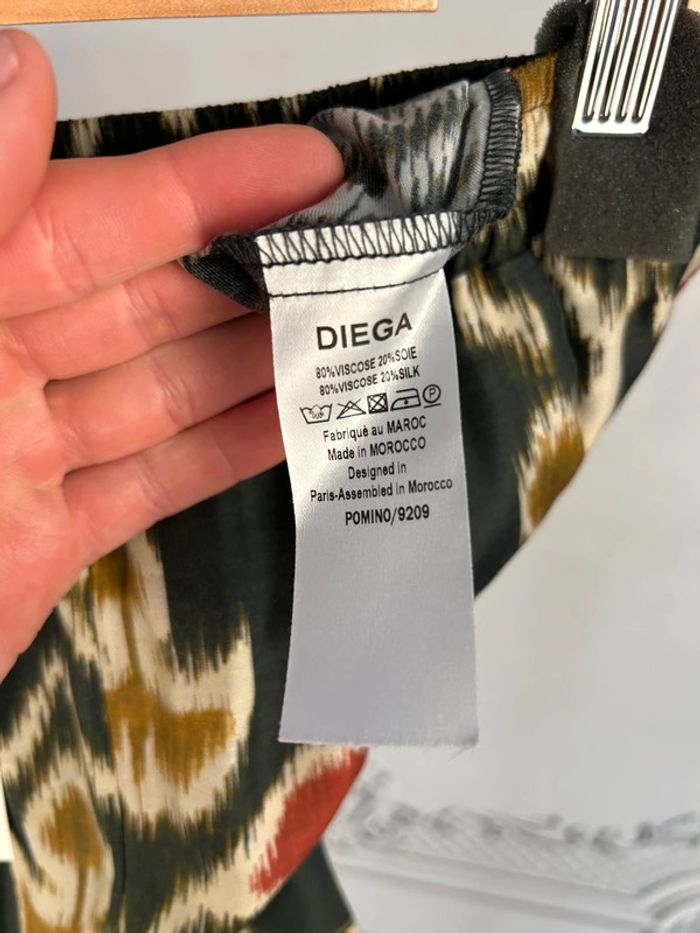 DIEGA
80%VISCOSE 20%SOIE
80%VISCOSE 20%SILK
Fabriqué au MAROC
Made in MOROCCO
Designed in
Paris-Assembled in Morocco
POMINO/9209